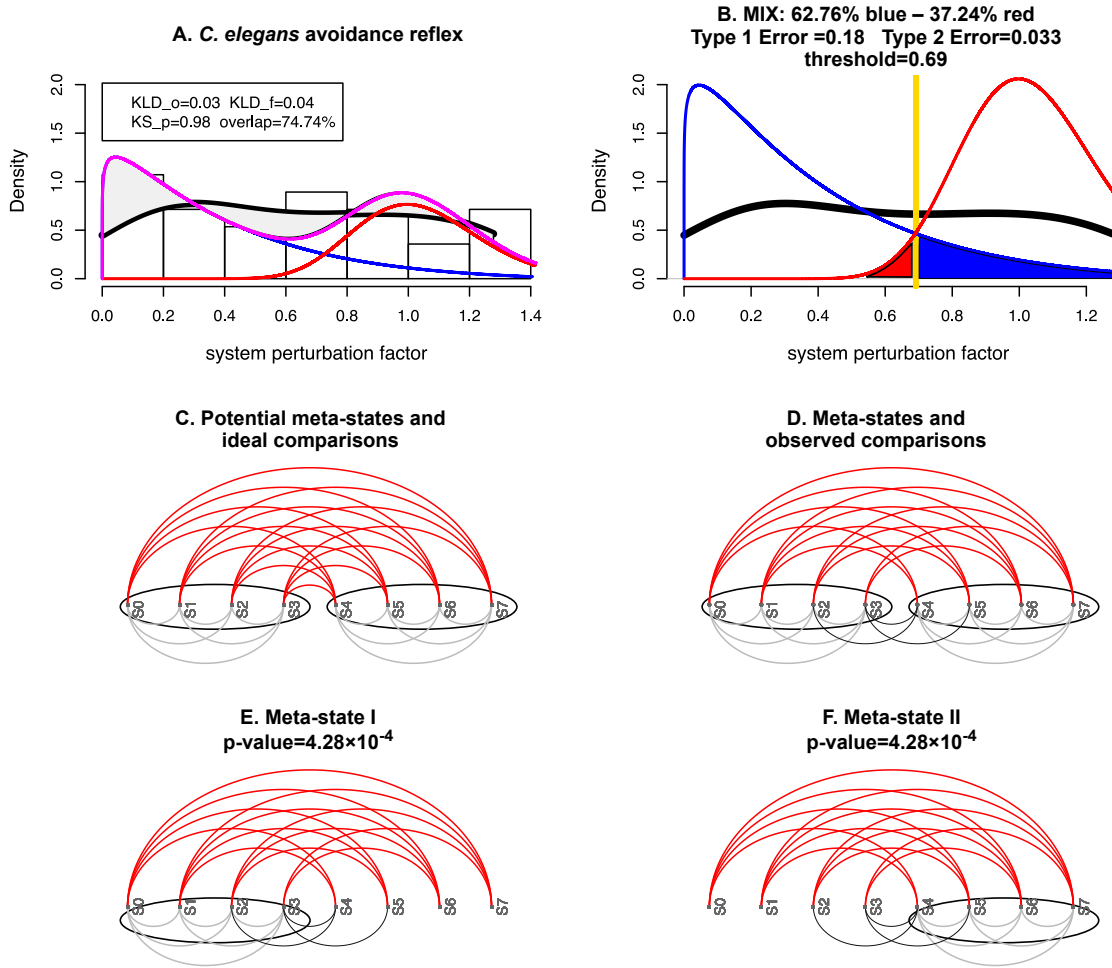 A. C. elegans avoidance reflex
KLD_o=0.03 KLD_f=0.04
KS_p=0.98 overlap=74.74%
Density
0.0 0.5 1.0 1.5 2.0
0.0 0.2 0.4 0.6 0.8 1.0 1.2 1.4
system perturbation factor
B. MIX: 62.76% blue – 37.24% red
Type 1 Error =0.18 Type 2 Error=0.033
threshold=0.69
Density
0.0 0.5 1.0 1.5 2.0
0.0 0.2 0.4 0.6 0.8 1.0 1.2
system perturbation factor
C. Potential meta-states and
ideal comparisons
S0 S1 S2 S3 S4 S5 S6 S7
D. Meta-states and
observed comparisons
S0 S1 S2 S3 S4 S5 S6 S7
E. Meta-state I
p-value=4.28×10⁻⁴
S0 S1 S2 S3 S4 S5 S6 S7
F. Meta-state II
p-value=4.28×10⁻⁴
S0 S1 S2 S3 S4 S5 S6 S7